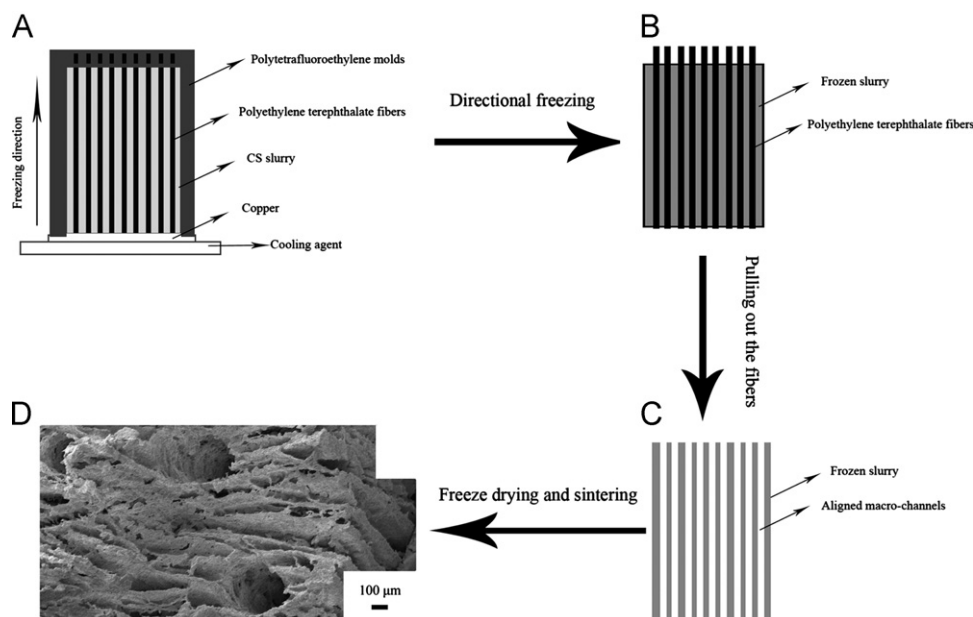 A
Polytetrafluoroethylene molds
Polyethylene terephthalate fibers
CS slurry
Copper
Cooling agent
Freezing direction
Directional freezing
B
Frozen slurry
Polyethylene terephthalate fibers
Pulling out the fibers
C
Frozen slurry
Aligned macro-channels
Freeze drying and sintering
D
100 μm